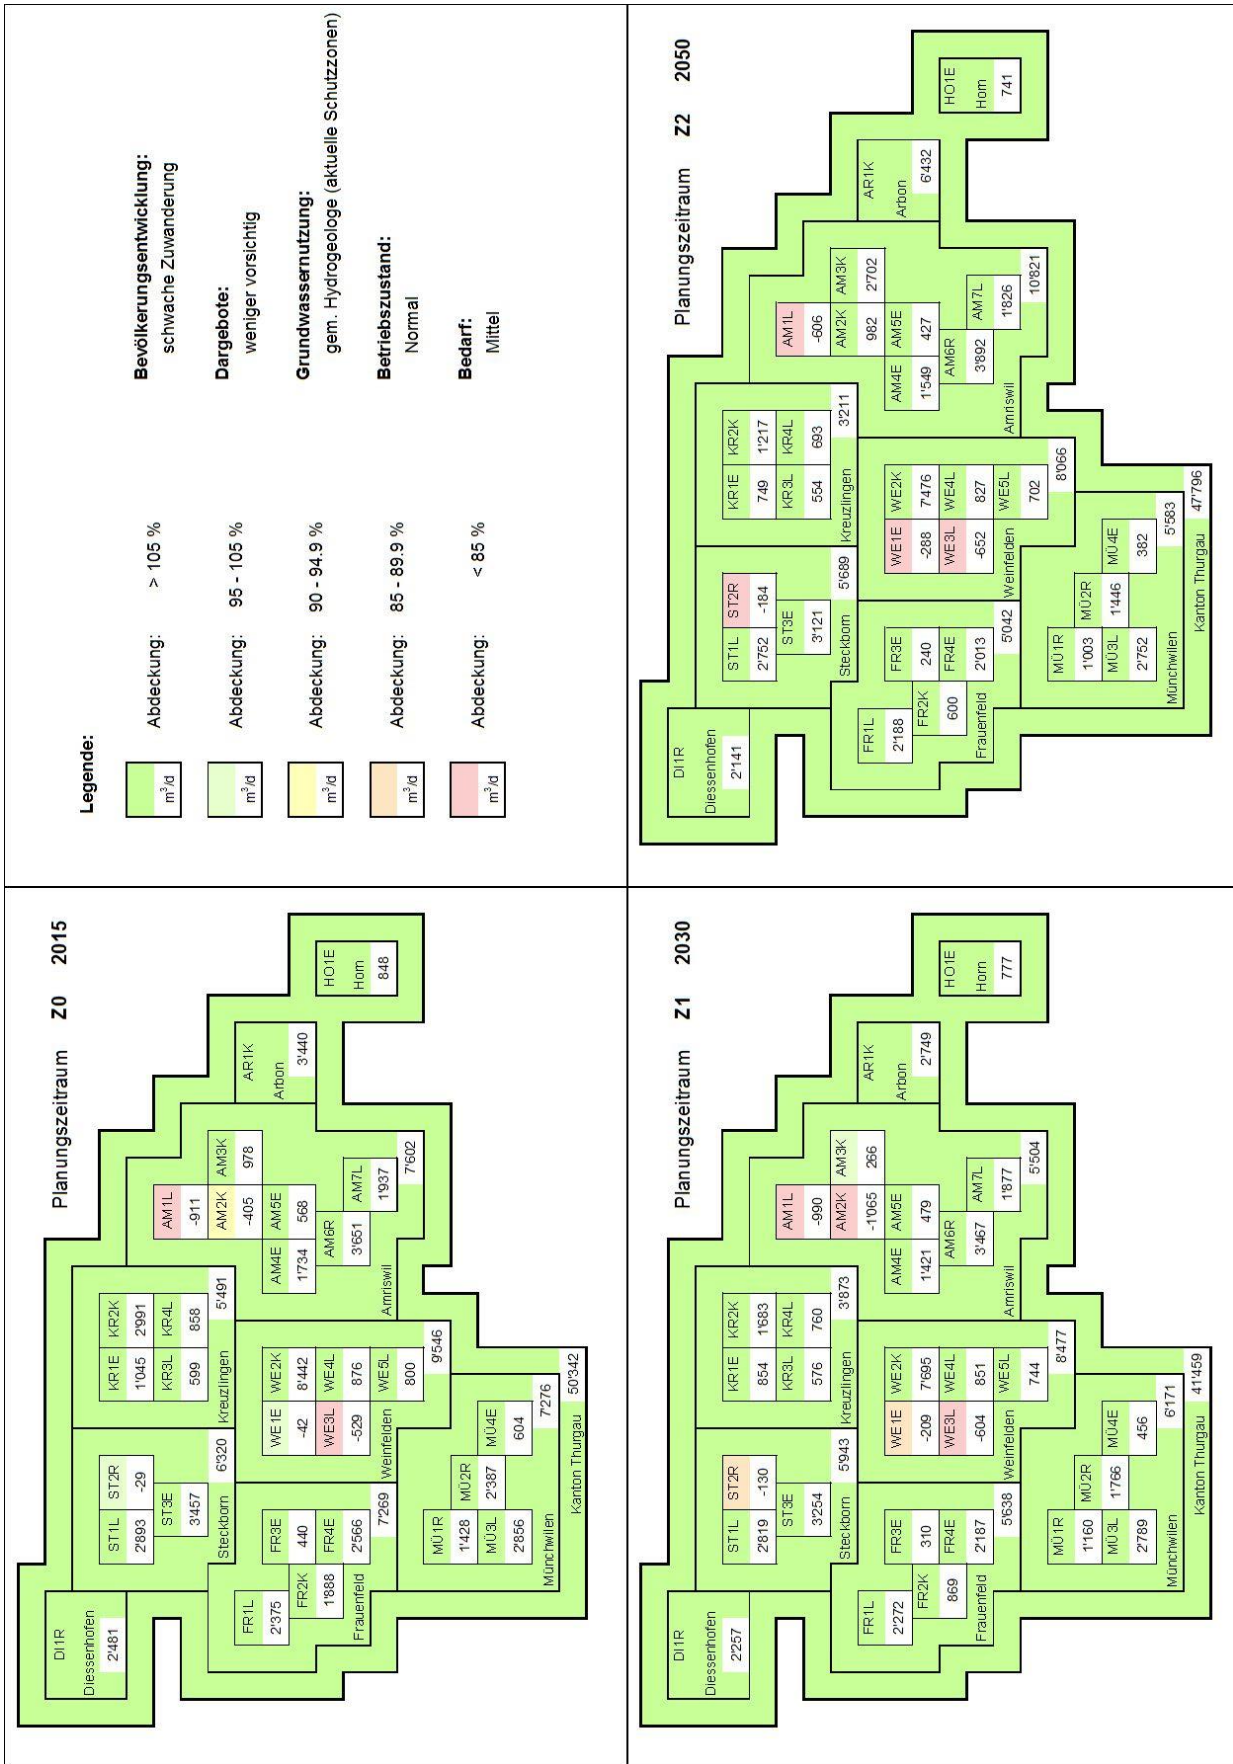 Planungszeitraum Z0 2015
DI1R
Diessenhofen
2'481
ST1L ST2R
2'893 -29
ST3E
3'457
Steckborn 6'320
KR1E KR2K
1'045 2'991
KR3L KR4L
599 858
Kreuzlingen 5'491
AM1L
-911
AM2K AM3K
-405 978
AM4E AM5E
1'734 568
AM6R
3'651
AM7L
1'937
Amriswil 7'602
AR1K
Arbon
3'440
HO1E
Horn
848
FR1L
2'375
FR2K
1'888
FR3E
440
FR4E
2'566
Frauenfeld 7'269
WE1E WE2K
-42 8'442
WE3L WE4L
-529 876
WE5L
800
Weinfelden 9'546
MÜ1R
1'428
MÜ2R
2'387
MÜ3L
2'856
MÜ4E
604
Münchwilen 7'276
Kanton Thurgau 50'342
Legende:
m³/d Abdeckung: > 105 %
m³/d Abdeckung: 95 - 105 %
m³/d Abdeckung: 90 - 94.9 %
m³/d Abdeckung: 85 - 89.9 %
m³/d Abdeckung: < 85 %
Bevölkerungsentwicklung:
schwache Zuwanderung
Dargebote:
weniger vorsichtig
Grundwassernutzung:
gem. Hydrogeologe (aktuelle Schutzzonen)
Betriebszustand:
Normal
Bedarf:
Mittel
Planungszeitraum Z1 2030
DI1R
Diessenhofen
2'257
ST1L ST2R
2'819 -130
ST3E
3'254
Steckborn 5'943
KR1E KR2K
854 1'683
KR3L KR4L
576 760
Kreuzlingen 3'873
AM1L
-990
AM2K AM3K
-1'065 266
AM4E AM5E
1'421 479
AM6R
3'467
AM7L
1'877
Amriswil 5'504
AR1K
Arbon
2'749
HO1E
Horn
777
FR1L
2'272
FR2K
869
FR3E
310
FR4E
2'187
Frauenfeld 5'638
WE1E WE2K
-209 7'695
WE3L WE4L
-604 851
WE5L
744
Weinfelden 8'477
MÜ1R
1'160
MÜ2R
1'766
MÜ3L
2'789
MÜ4E
456
Münchwilen 6'171
Kanton Thurgau 41'459
Planungszeitraum Z2 2050
DI1R
Diessenhofen
2'141
ST1L ST2R
2'752 -184
ST3E
3'121
Steckborn 5'689
KR1E KR2K
749 1'217
KR3L KR4L
554 693
Kreuzlingen 3'211
AM1L
-606
AM2K AM3K
982 2'702
AM4E AM5E
1'549 427
AM6R
3'892
AM7L
1'826
Amriswil 10'821
AR1K
Arbon
6'432
HO1E
Horn
741
FR1L
2'188
FR2K
600
FR3E
240
FR4E
2'013
Frauenfeld 5'042
WE1E WE2K
-288 7'476
WE3L WE4L
-652 827
WE5L
702
Weinfelden 8'066
MÜ1R
1'003
MÜ2R
1'446
MÜ3L
2'752
MÜ4E
382
Münchwilen 5'583
Kanton Thurgau 47'796